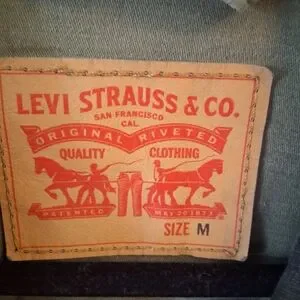 LEVI STRAUSS & CO.
SAN FRANCISCO
CAL.
ORIGINAL RIVETED
QUALITY CLOTHING
PATENTED MAY 20 1873
SIZE M